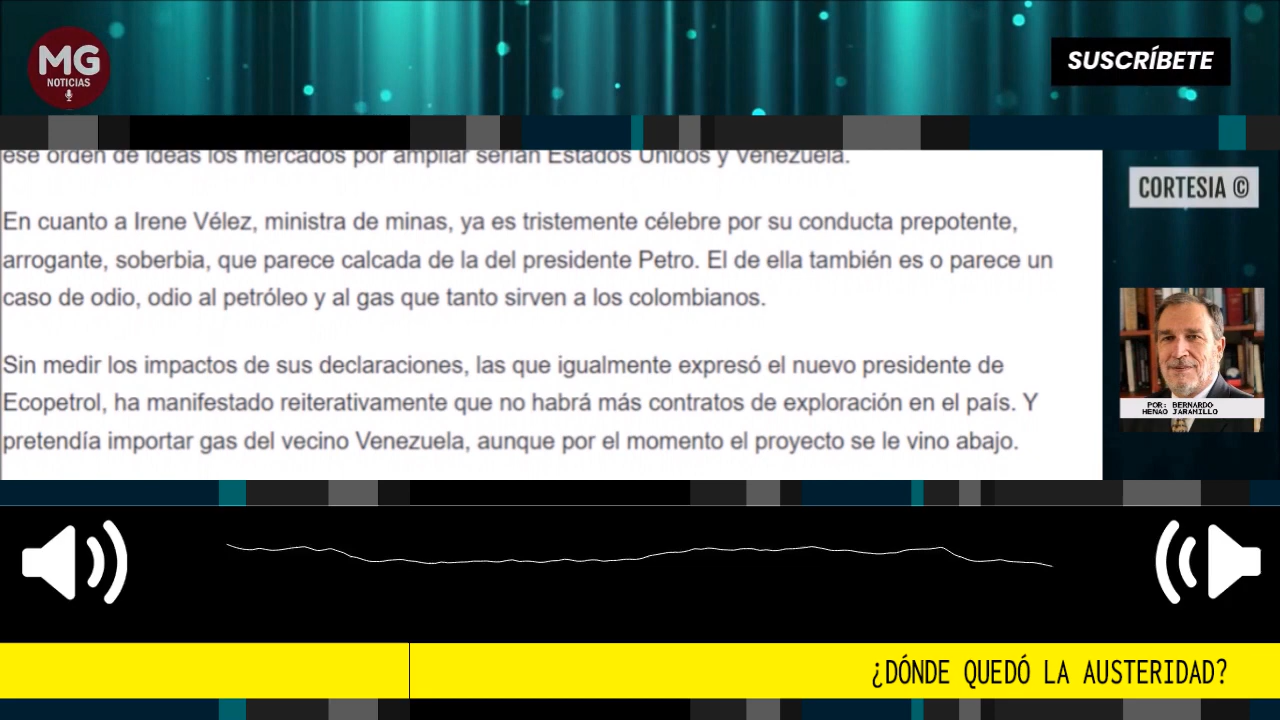 MG
NOTICIAS
SUSCRÍBETE
ese orden de ideas los mercados por ampliar serían Estados Unidos y Venezuela.
CORTESIA ©
En cuanto a Irene Vélez, ministra de minas, ya es tristemente célebre por su conducta prepotente,
arrogante, soberbia, que parece calcada de la del presidente Petro. El de ella también es o parece un
caso de odio, odio al petróleo y al gas que tanto sirven a los colombianos.
Sin medir los impactos de sus declaraciones, las que igualmente expresó el nuevo presidente de
Ecopetrol, ha manifestado reiterativamente que no habrá más contratos de exploración en el país. Y
pretendía importar gas del vecino Venezuela, aunque por el momento el proyecto se le vino abajo.
POR: BERNARDO
HENAO JARAMILLO
¿DÓNDE QUEDÓ LA AUSTERIDAD?